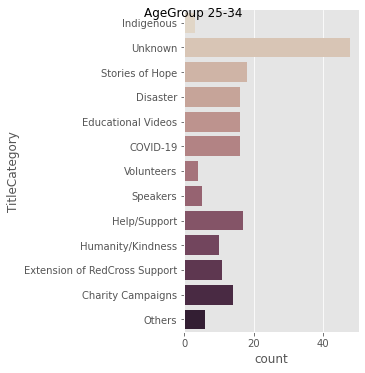 AgeGroup 25-34
TitleCategory
Indigenous
Unknown
Stories of Hope
Disaster
Educational Videos
COVID-19
Volunteers
Speakers
Help/Support
Humanity/Kindness
Extension of RedCross Support
Charity Campaigns
Others
0 20 40
count